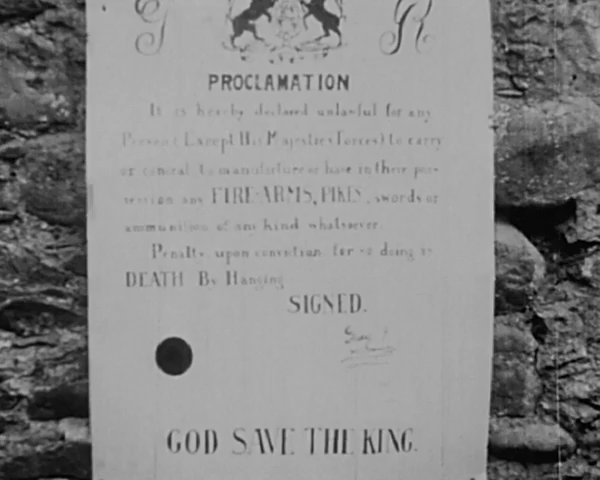 G R
PROCLAMATION
It is hereby declared unlawful for any
Person (Except His Majesties Forces) to carry
or conceal to manufacture or have in their pos-
session any FIRE-ARMS, PIKES, swords or
ammunition of any kind whatsoever.
Penalty upon conviction for so doing is
DEATH By Hanging
SIGNED.
GOD SAVE THE KING.